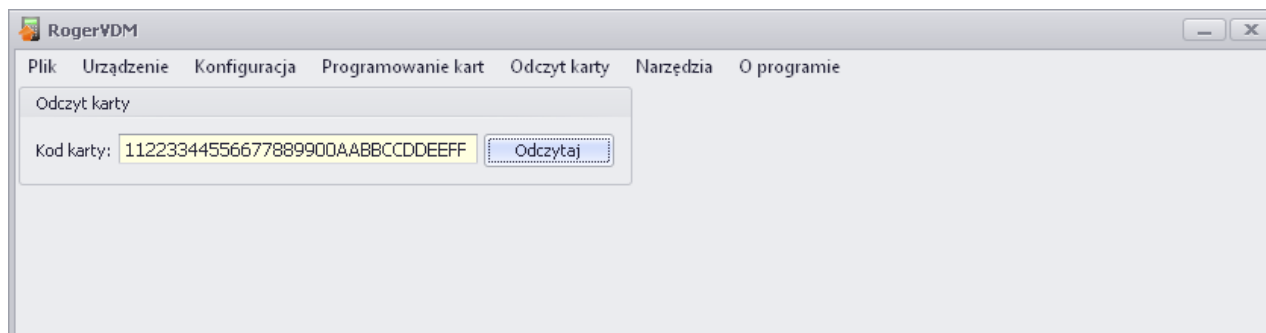 RogerVDM
Plik Urządzenie Konfiguracja Programowanie kart Odczyt karty Narzędzia O programie
Odczyt karty
Kod karty: 11223344556677889900AABBCCDDEEFF Odczytaj